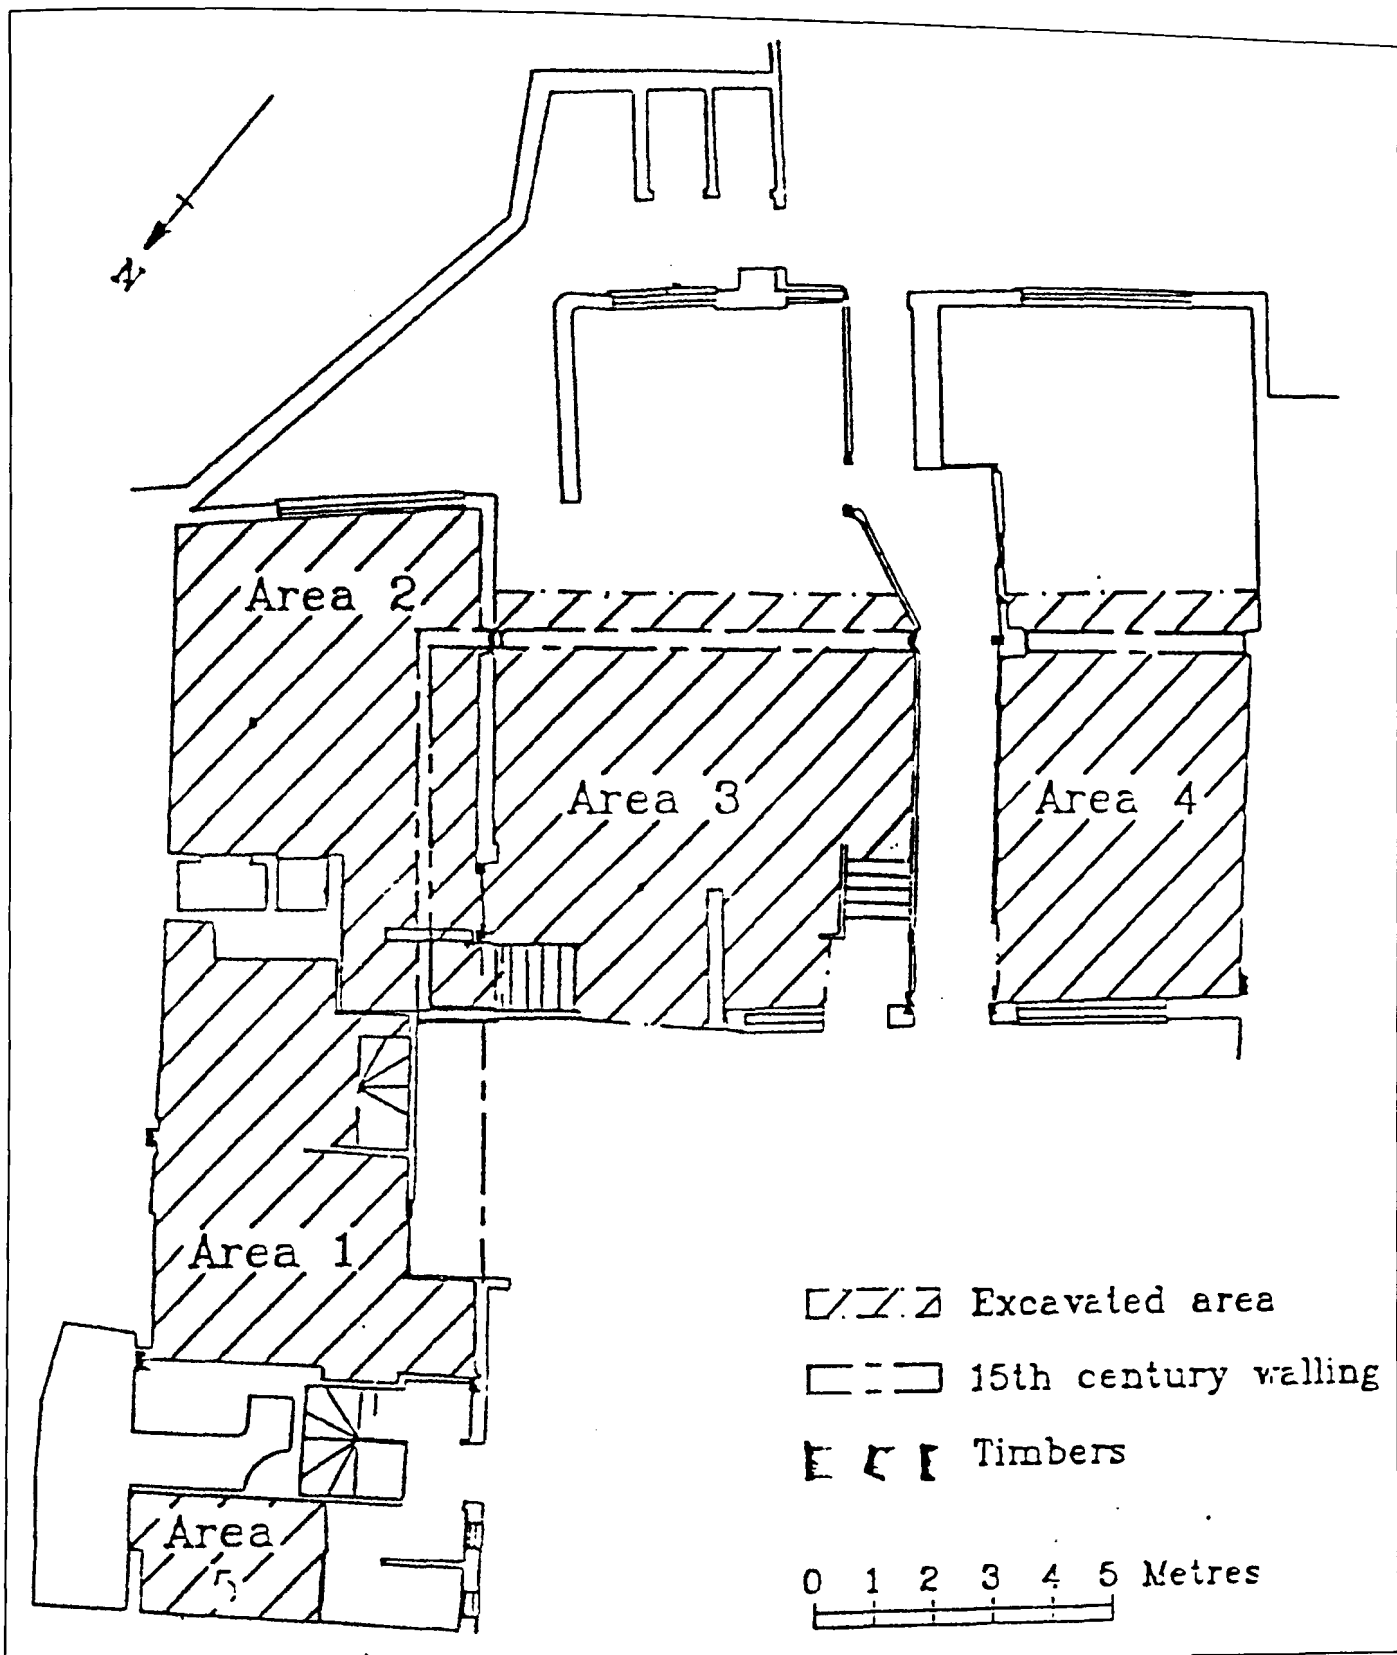 N
Area 2
Area 3
Area 4
Area 1
Excavated area
15th century walling
Timbers
Area
5
0 1 2 3 4 5 Metres